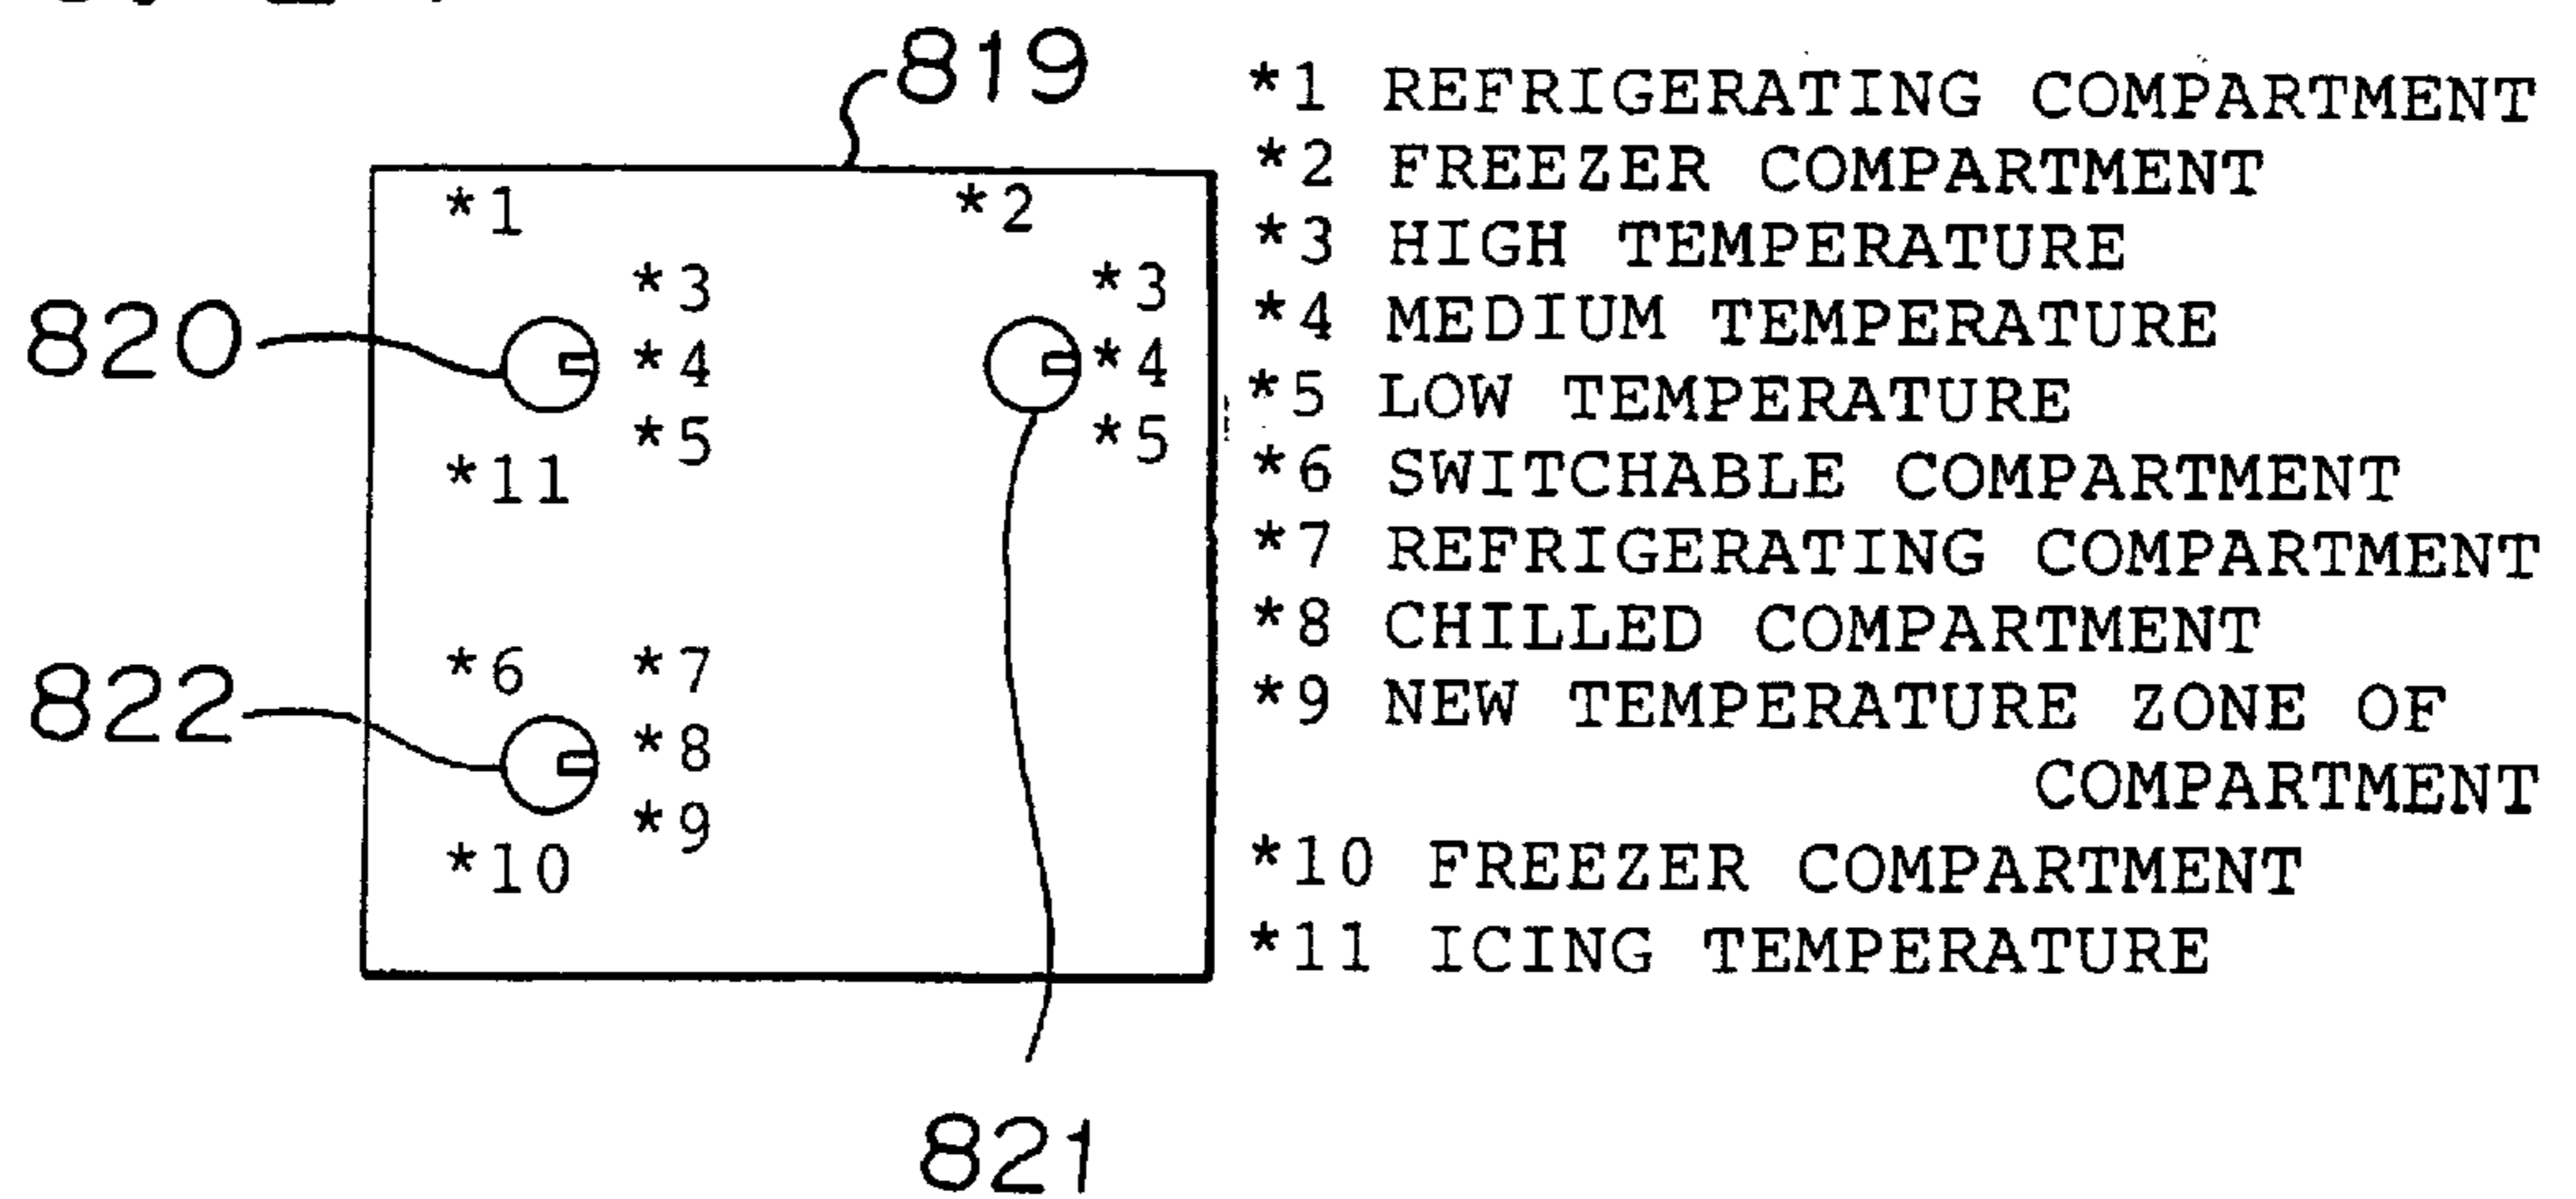 819
*1 *2
*3 *3
820 *4 *4
*5 *5
*11
*6 *7
822 *8
*9
*10
821
*1 REFRIGERATING COMPARTMENT
*2 FREEZER COMPARTMENT
*3 HIGH TEMPERATURE
*4 MEDIUM TEMPERATURE
*5 LOW TEMPERATURE
*6 SWITCHABLE COMPARTMENT
*7 REFRIGERATING COMPARTMENT
*8 CHILLED COMPARTMENT
*9 NEW TEMPERATURE ZONE OF
COMPARTMENT
*10 FREEZER COMPARTMENT
*11 ICING TEMPERATURE